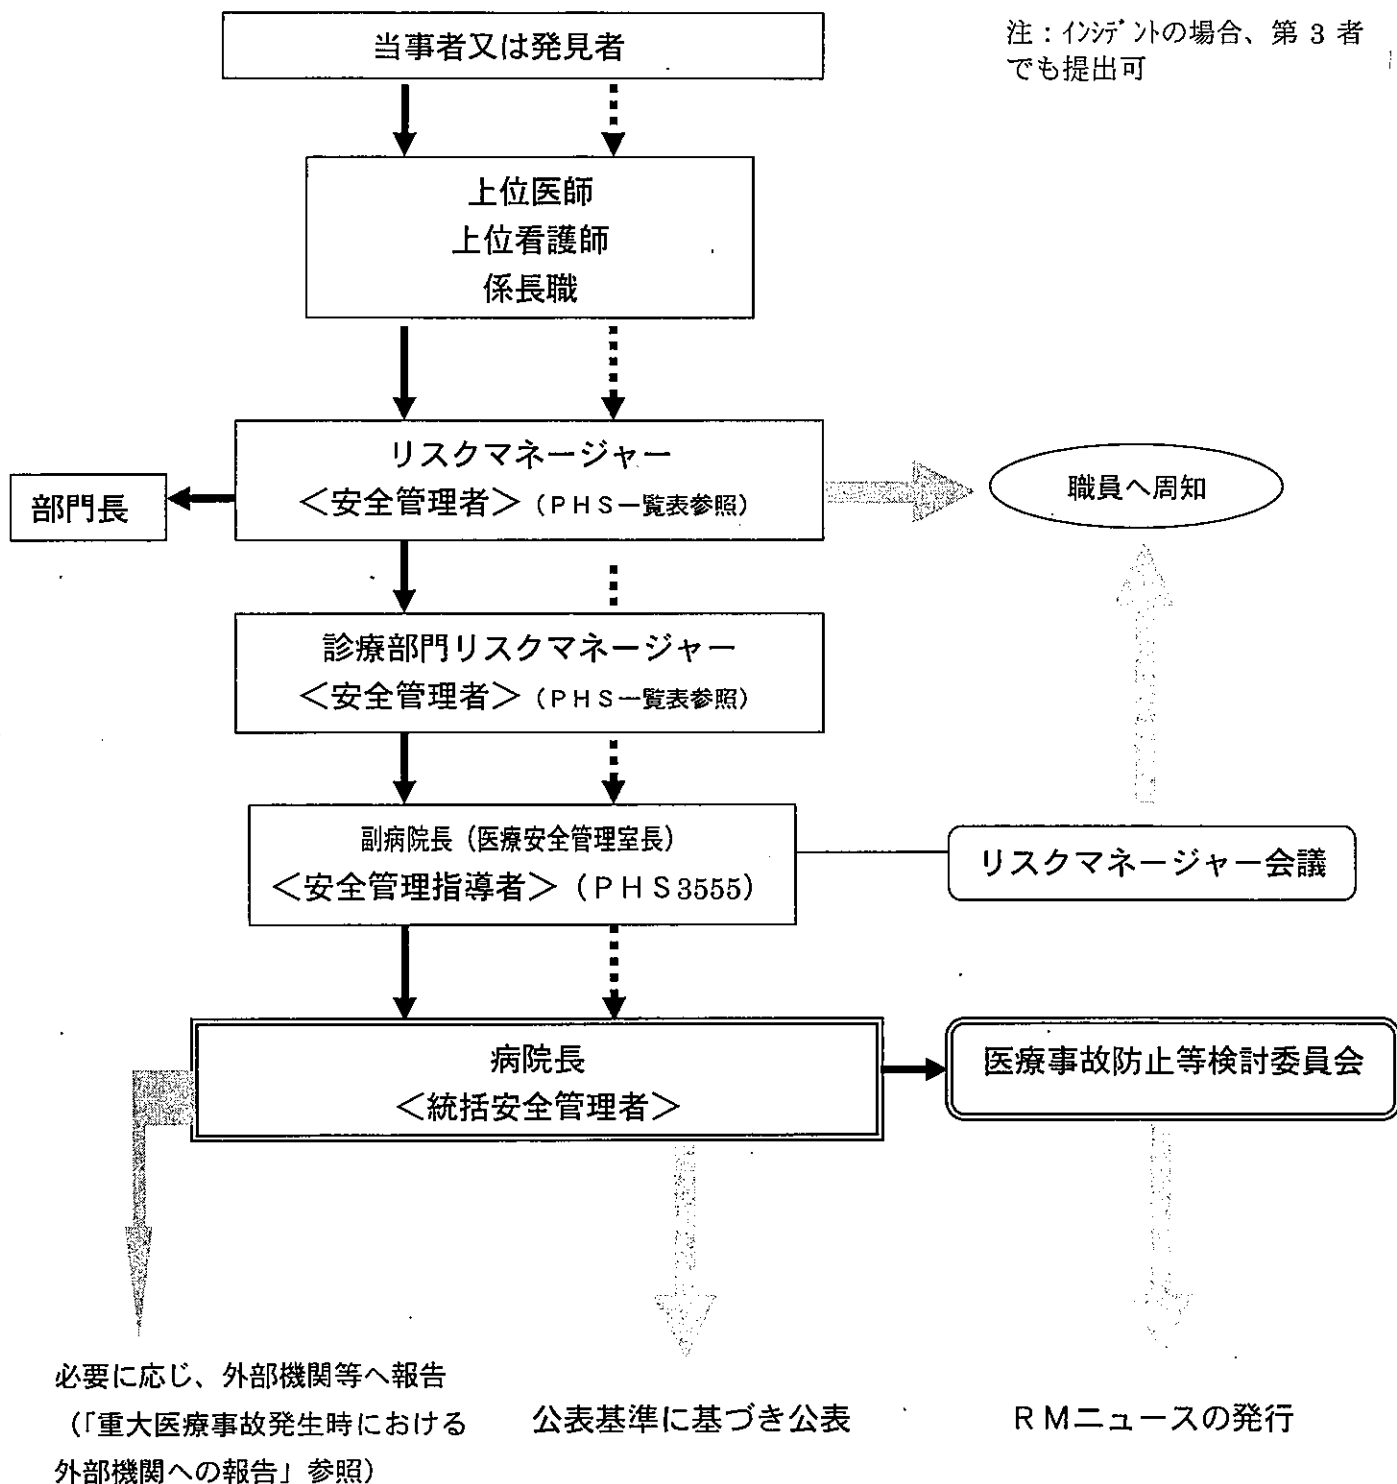 当事者又は発見者
注：インシデントの場合、第 3 者
でも提出可
上位医師
上位看護師
係長職
リスクマネージャー
＜安全管理者＞（ＰＨＳ一覧表参照）
部門長
職員へ周知
診療部門リスクマネージャー
＜安全管理者＞（ＰＨＳ一覧表参照）
副病院長（医療安全管理室長）
＜安全管理指導者＞（ＰＨＳ3555）
リスクマネージャー会議
病院長
＜統括安全管理者＞
医療事故防止等検討委員会
必要に応じ、外部機関等へ報告
（「重大医療事故発生時における
外部機関への報告」参照）
公表基準に基づき公表
ＲＭニュースの発行